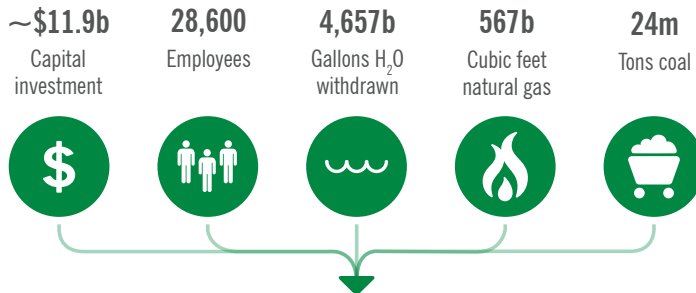 ~$11.9b
Capital
investment
28,600
Employees
4,657b
Gallons H₂O
withdrawn
567b
Cubic feet
natural gas
24m
Tons coal
$